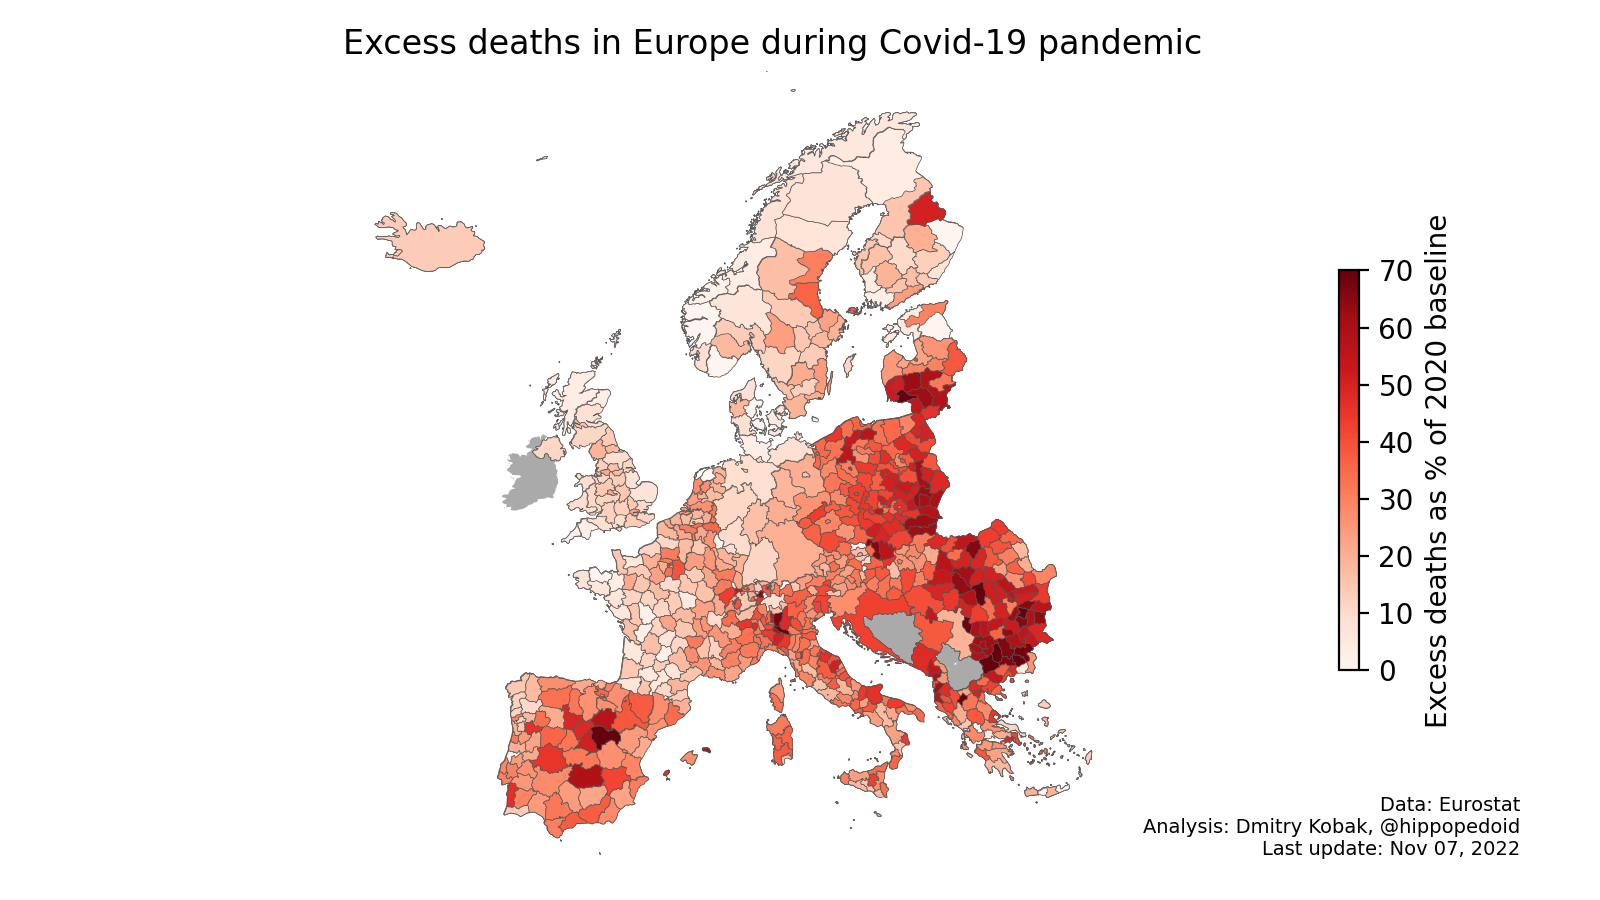 Excess deaths in Europe during Covid-19 pandemic
70
60
50
40
30
20
10
0
Excess deaths as % of 2020 baseline
Data: Eurostat
Analysis: Dmitry Kobak, @hippopedoid
Last update: Nov 07, 2022